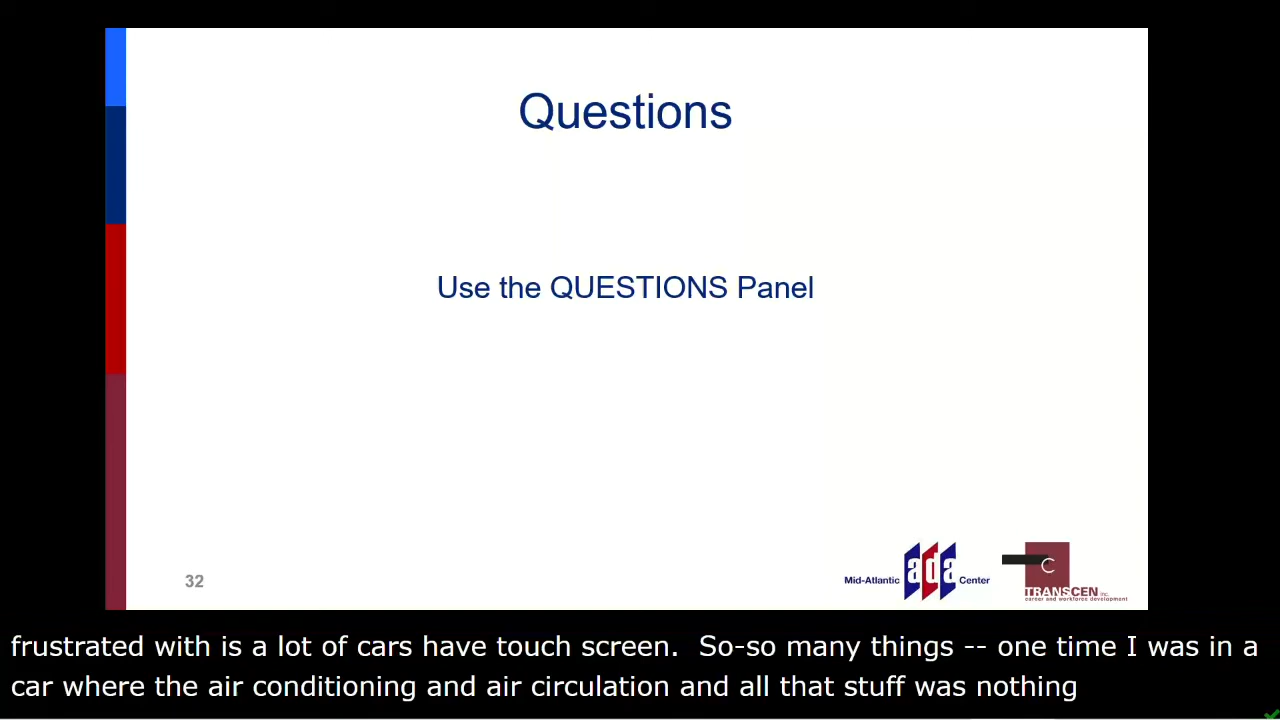 Questions
Use the QUESTIONS Panel
32
Mid-Atlantic ada Center
C
TRANSCEN inc.
career and workforce development
frustrated with is a lot of cars have touch screen. So-so many things -- one time I was in a
car where the air conditioning and air circulation and all that stuff was nothing